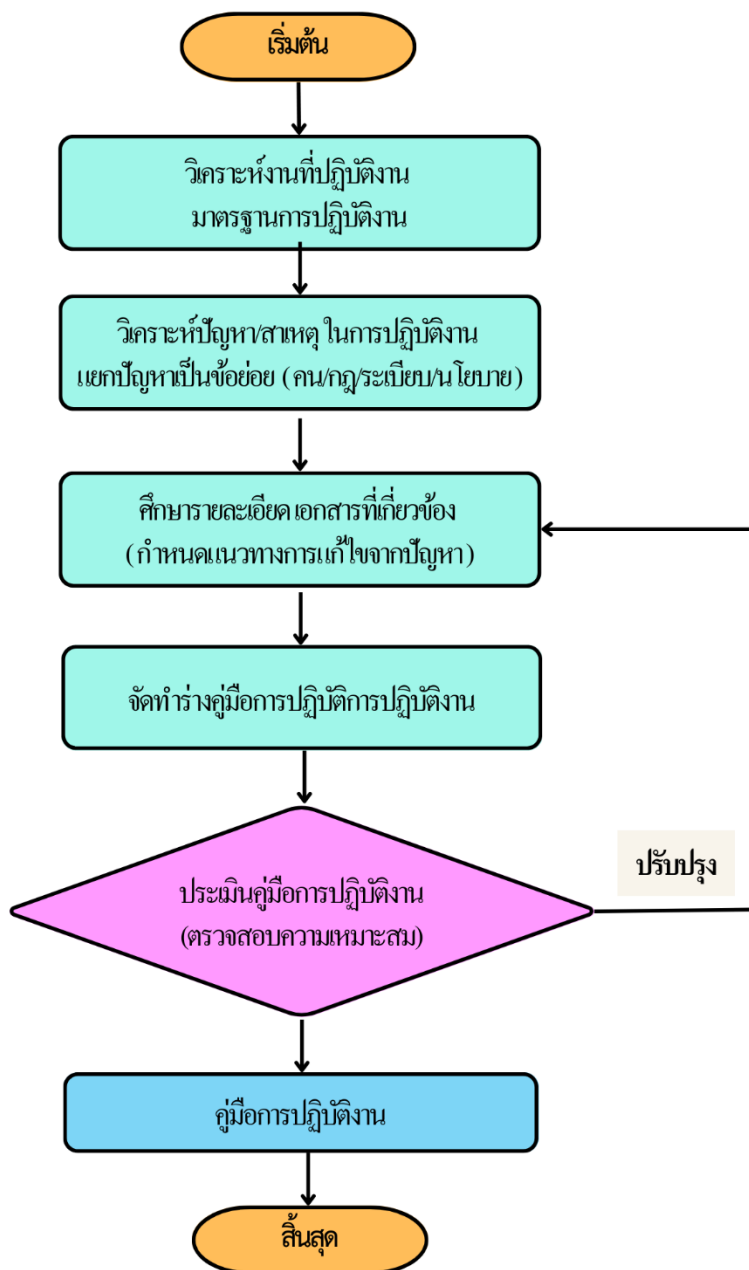 เริ่มต้น
วิเคราะห์งานที่ปฏิบัติงาน
มาตรฐานการปฏิบัติงาน
วิเคราะห์ปัญหา/สาเหตุ ในการปฏิบัติงาน
แยกปัญหาเป็นข้อย่อย (คน/กฎ/ระเบียบ/นโยบาย)
ศึกษารายละเอียด เอกสารที่เกี่ยวข้อง
(กำหนดแนวทางการแก้ไขจากปัญหา)
จัดทำร่างคู่มือการปฏิบัติการปฏิบัติงาน
ประเมินคู่มือการปฏิบัติงาน
(ตรวจสอบความเหมาะสม)
ปรับปรุง
คู่มือการปฏิบัติงาน
สิ้นสุด